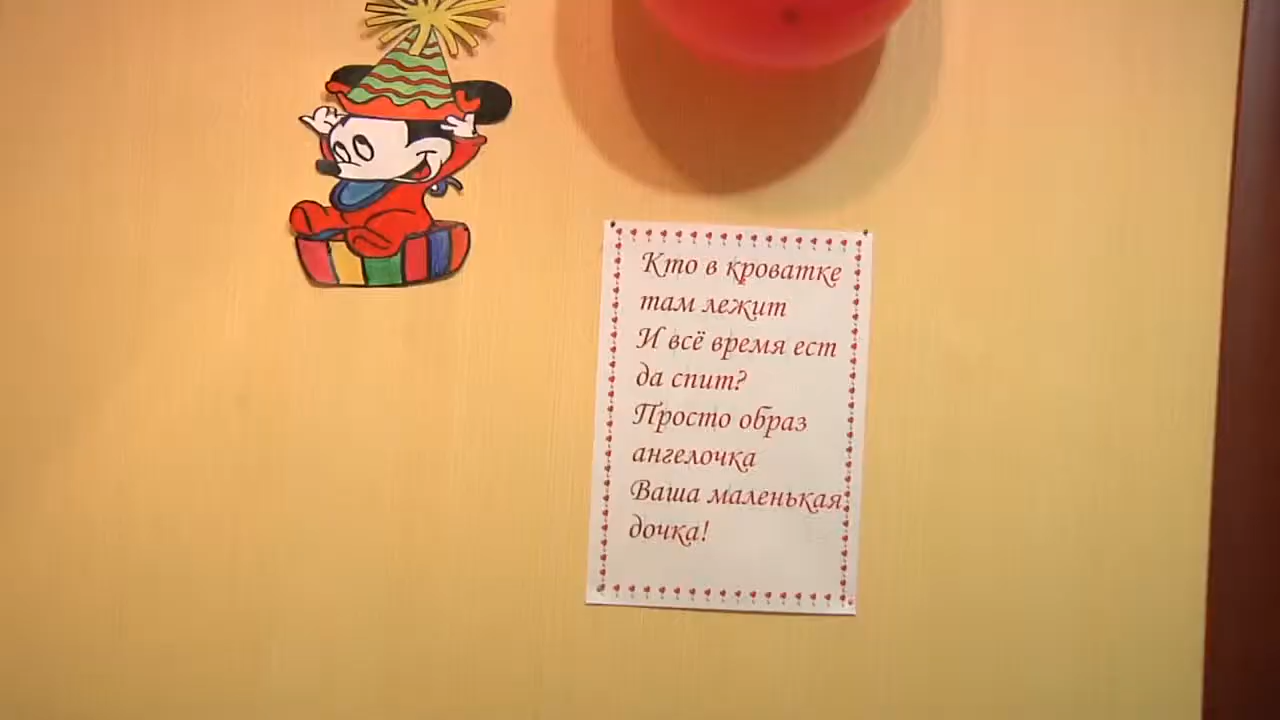 Кто в кроватке
там лежит
И всё время ест
да спит?
Просто образ
ангелочка
Ваша маленькая
дочка!